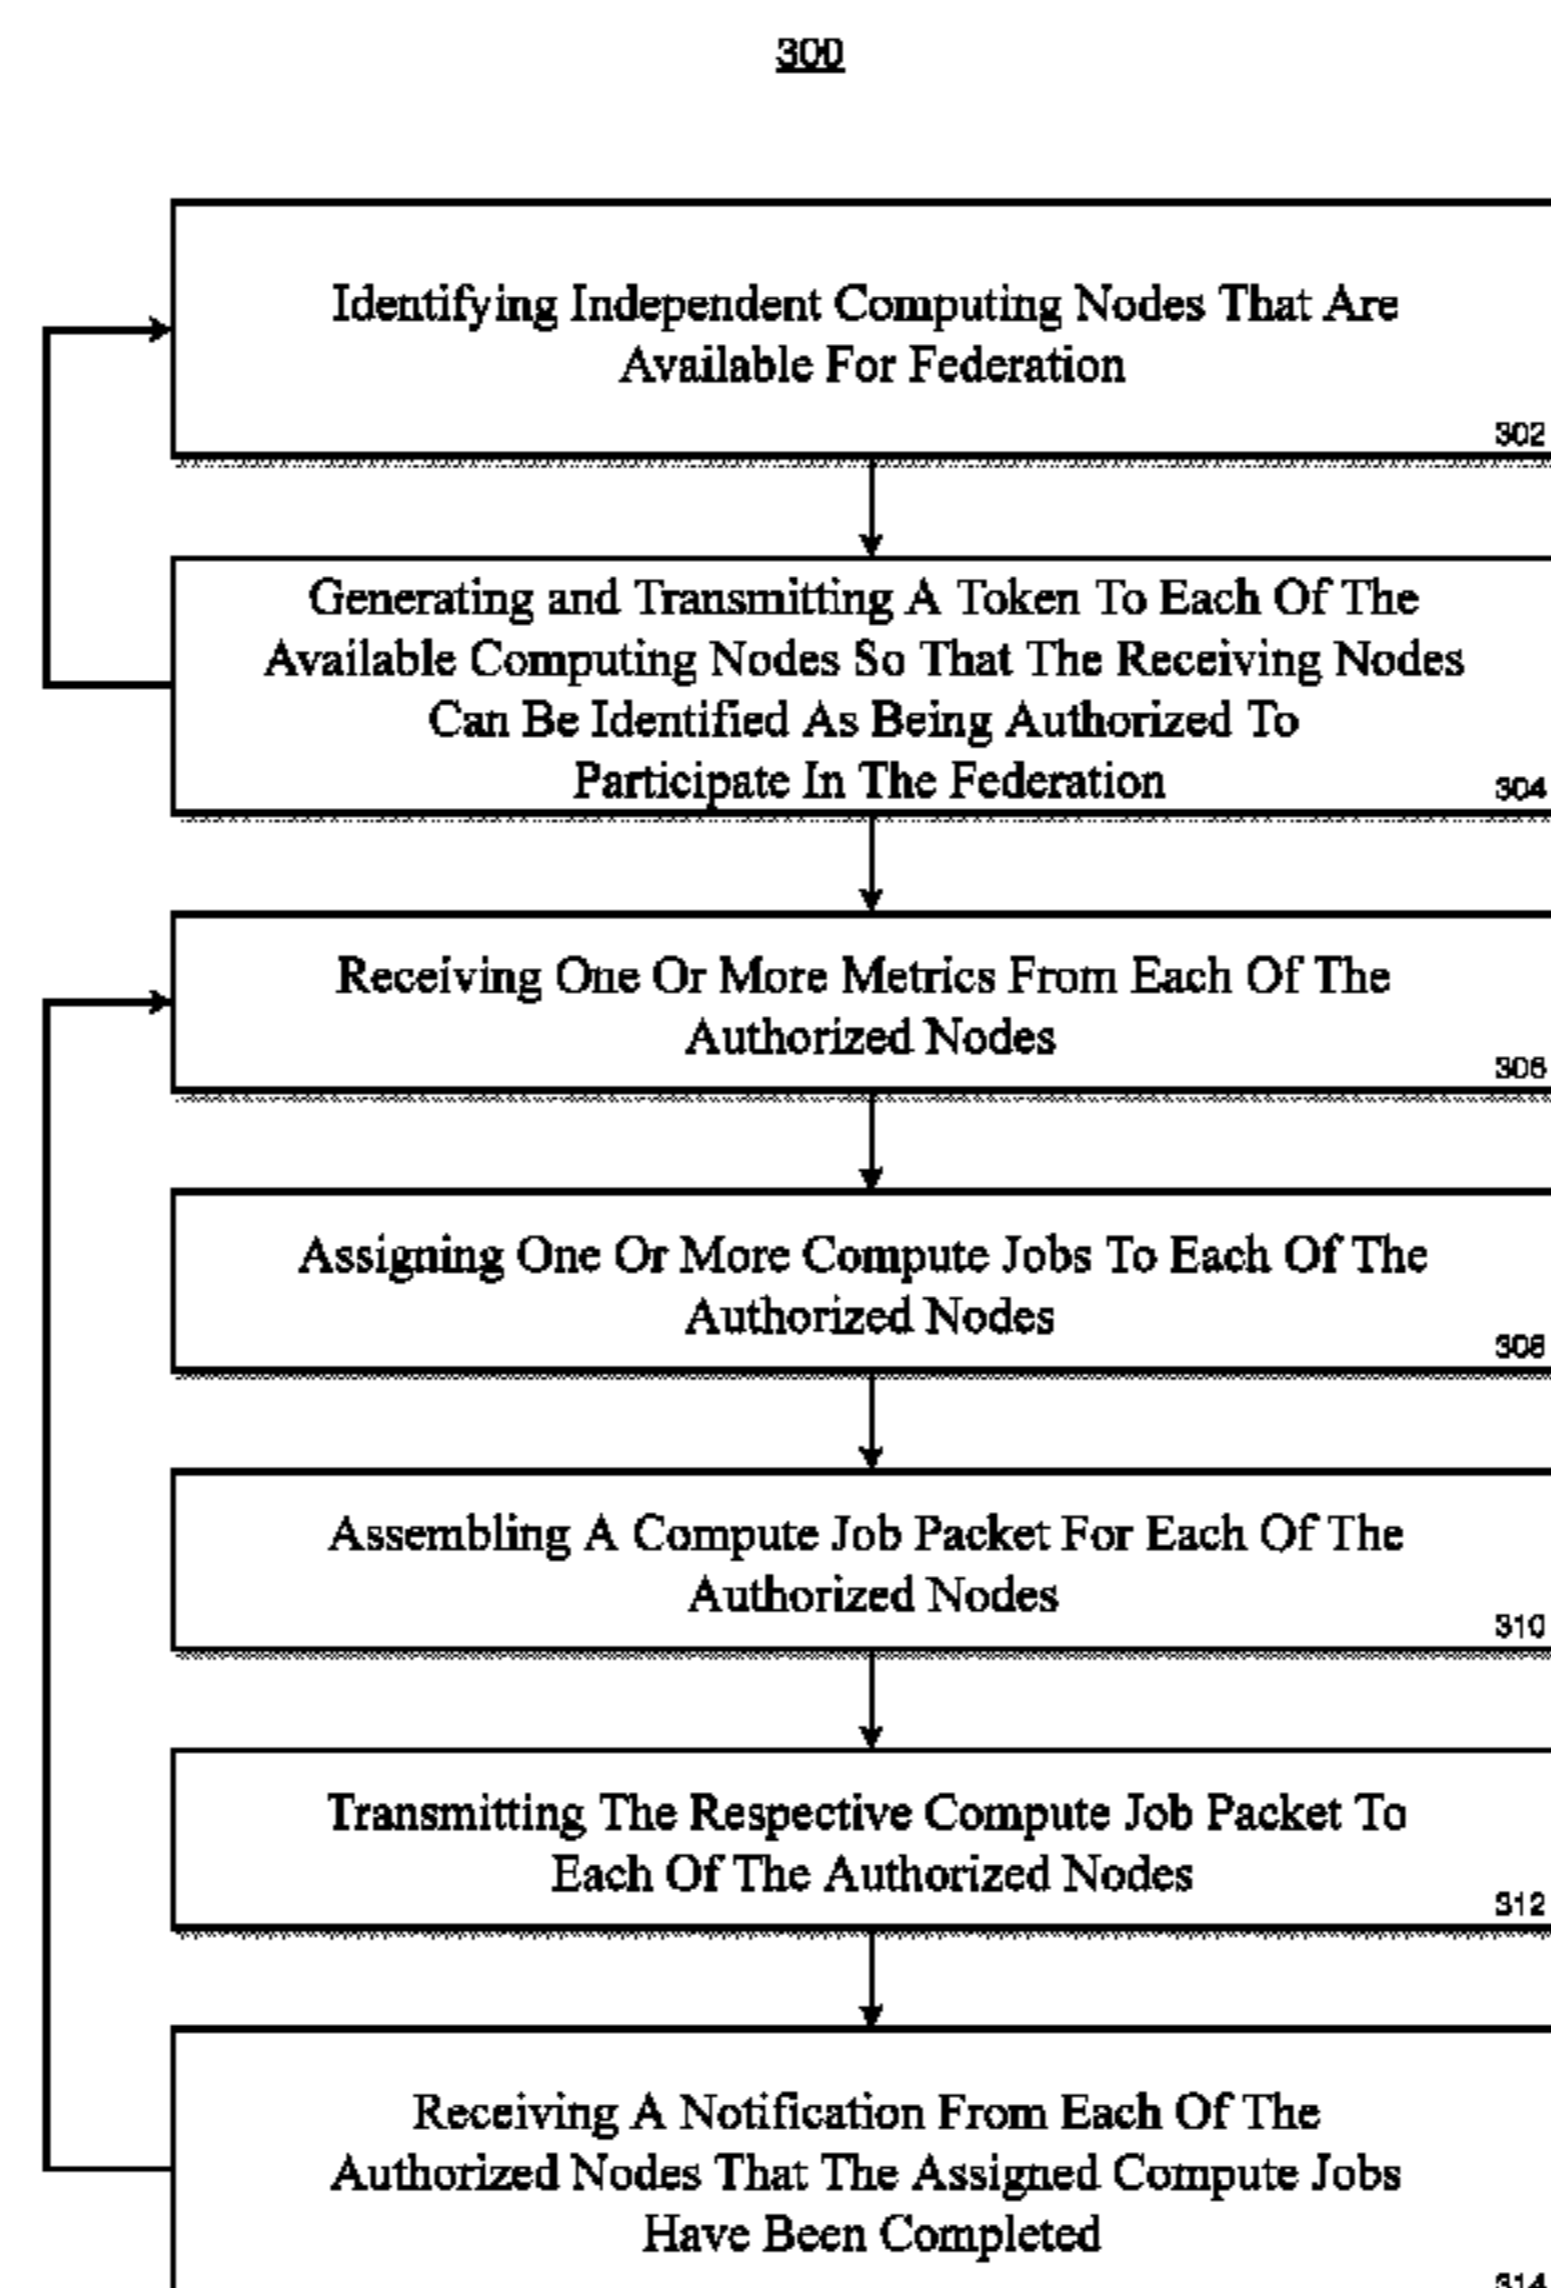 300
Identifying Independent Computing Nodes That Are
Available For Federation
302
Generating and Transmitting A Token To Each Of The
Available Computing Nodes So That The Receiving Nodes
Can Be Identified As Being Authorized To
Participate In The Federation
304
Receiving One Or More Metrics From Each Of The
Authorized Nodes
306
Assigning One Or More Compute Jobs To Each Of The
Authorized Nodes
308
Assembling A Compute Job Packet For Each Of The
Authorized Nodes
310
Transmitting The Respective Compute Job Packet To
Each Of The Authorized Nodes
312
Receiving A Notification From Each Of The
Authorized Nodes That The Assigned Compute Jobs
Have Been Completed
314